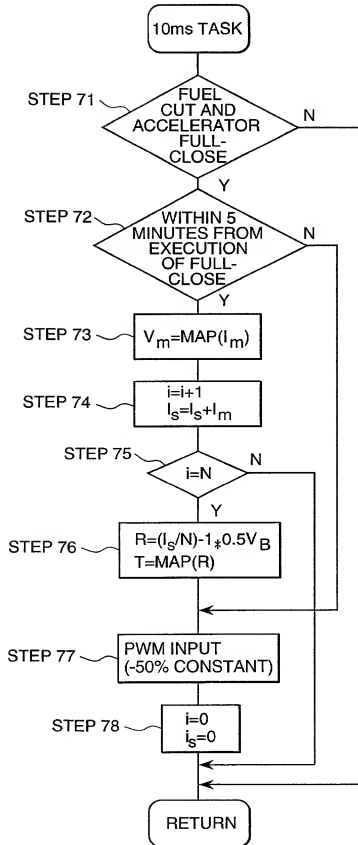 10ms TASK
STEP 71
FUEL
CUT AND
ACCELERATOR
FULL-
CLOSE
N
Y
STEP 72
WITHIN 5
MINUTES FROM
EXECUTION
OF FULL-
CLOSE
N
Y
STEP 73
Vm=MAP(Im)
STEP 74
i=i+1
Is=Is+Im
STEP 75
i=N
N
Y
STEP 76
R=(Is/N)-1*0.5VB
T=MAP(R)
STEP 77
PWM INPUT
(-50% CONSTANT)
STEP 78
i=0
is=0
RETURN